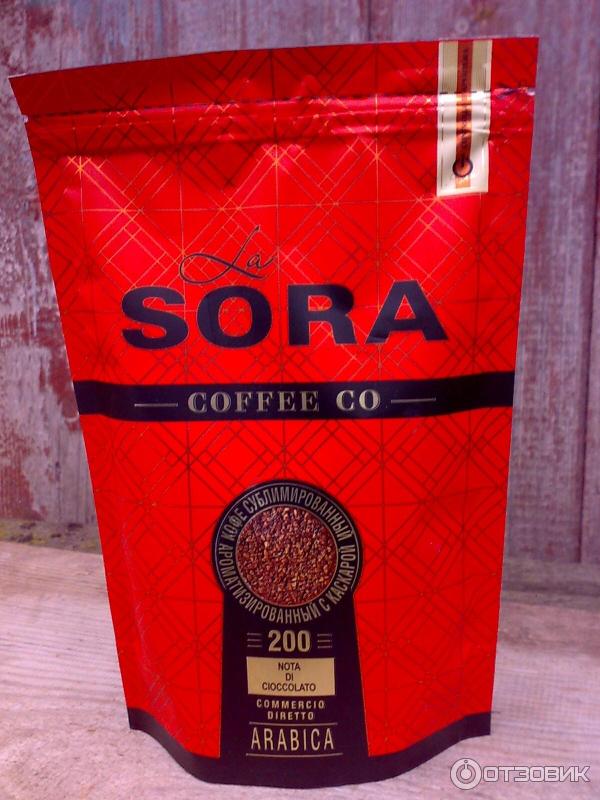 La
SORA
COFFEE CO
КОФЕ СУБЛИМИРОВАННЫЙ
АРОМАТИЗИРОВАННЫЙ С КАСКАРОЙ
200
NOTA
DI
CIOCCOLATO
COMMERCIO
DIRETTO
ARABICA
ОТЗОВИК